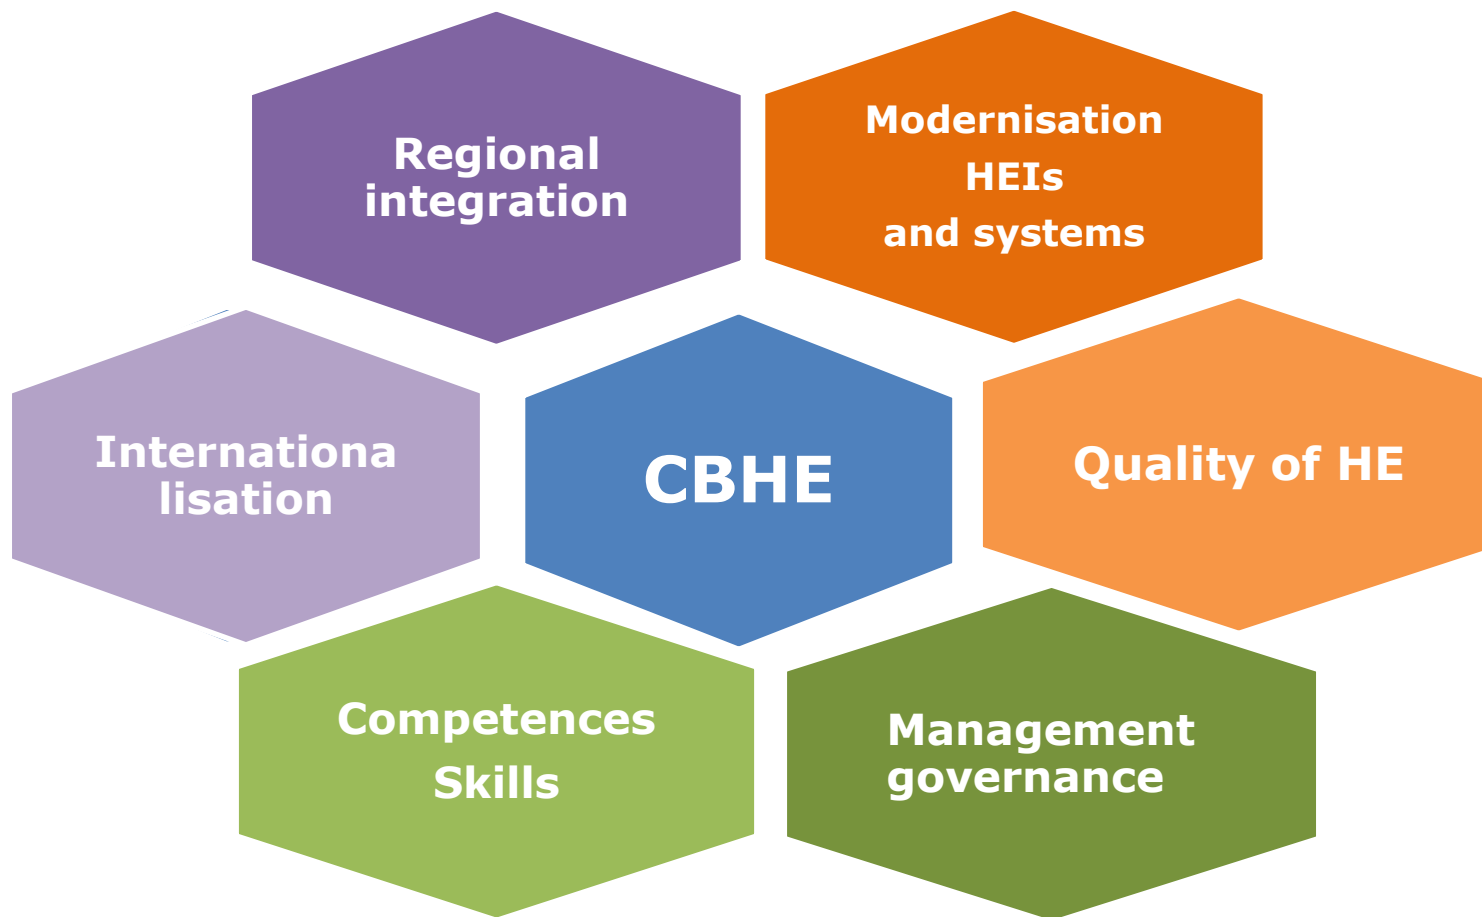 Regional
integration
Modernisation
HEIs
and systems
Internationa
lisation
CBHE
Quality of HE
Competences
Skills
Management
governance